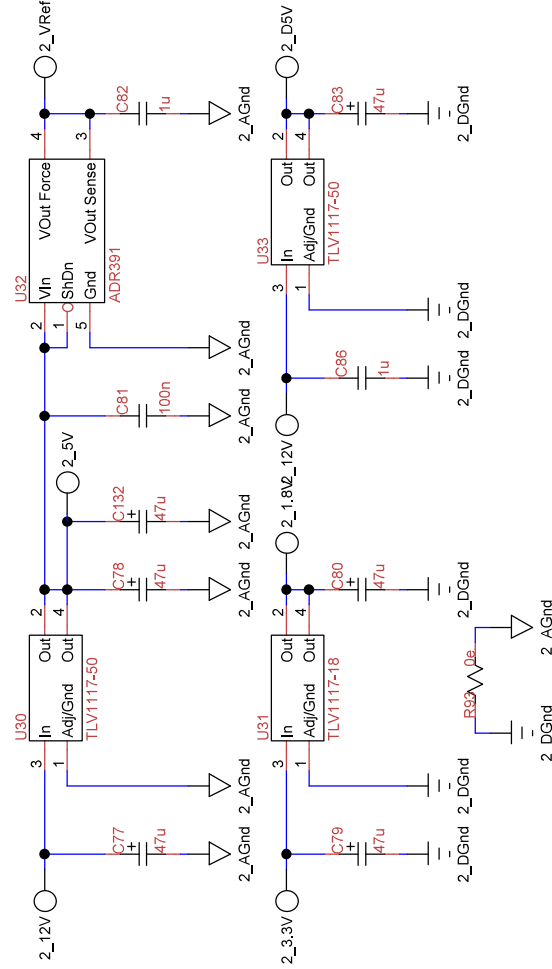 2_12V
C77
+
47u
2_AGnd
2_AGnd
U30
3
In
1
Adj/Gnd
Out
2
Out
4
TLV1117-50
C78
+
47u
2_AGnd
C132
+
47u
2_AGnd
2_5V
C81
100n
2_AGnd
2_AGnd
U32
2
VIn
1
ShDn
5
Gnd
VOut Force
4
VOut Sense
3
ADR391
2_VRef
C82
1u
2_AGnd
2_3.3V
C79
+
47u
2_DGnd
2_DGnd
U31
3
In
1
Adj/Gnd
Out
2
Out
4
TLV1117-18
C80
+
47u
2_DGnd
2_1.8V
2_12V
C86
1u
2_DGnd
2_DGnd
U33
3
In
1
Adj/Gnd
Out
2
Out
4
TLV1117-50
2_D5V
C83
+
47u
2_DGnd
R93
0e
2_DGnd
2_AGnd